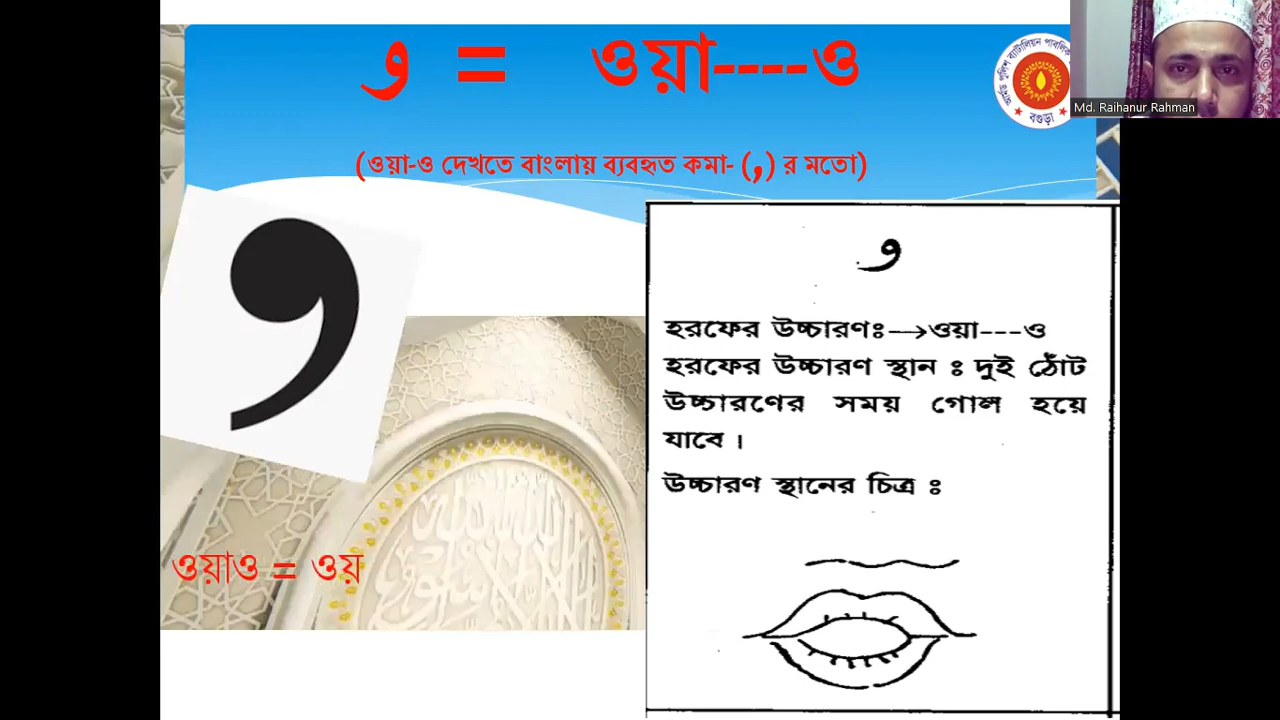 و = ওয়া----ও
Md. Raihanur Rahman
বগুড়া
(ওয়া-ও দেখতে বাংলায় ব্যবহৃত কমা- (,) র মতো)
و
হরফের উচ্চারণঃ→ওয়া---ও
হরফের উচ্চারণ স্থান ঃ দুই ঠোঁট
উচ্চারণের সময় গোল হয়ে
যাবে ।
উচ্চারণ স্থানের চিত্র ঃ
ওয়াও = ওয়